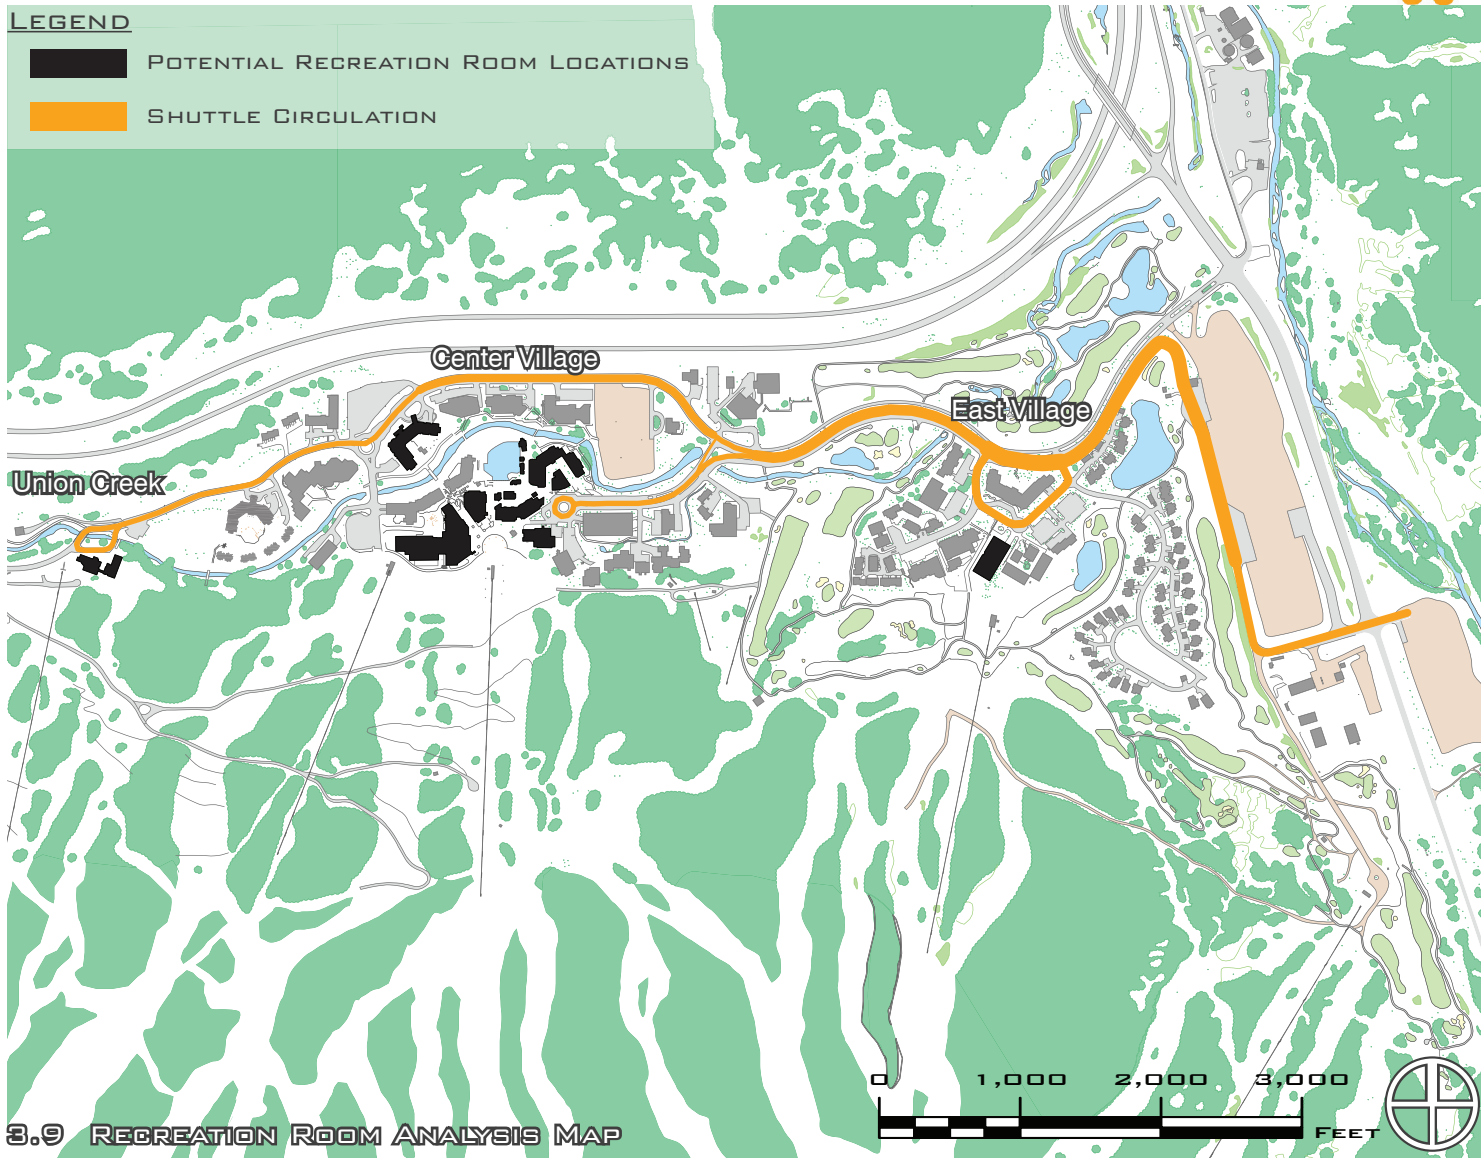 LEGEND
POTENTIAL RECREATION ROOM LOCATIONS
SHUTTLE CIRCULATION
Center Village
East Village
Union Creek
0 1,000 2,000 3,000
FEET
3.9 RECREATION ROOM ANALYSIS MAP